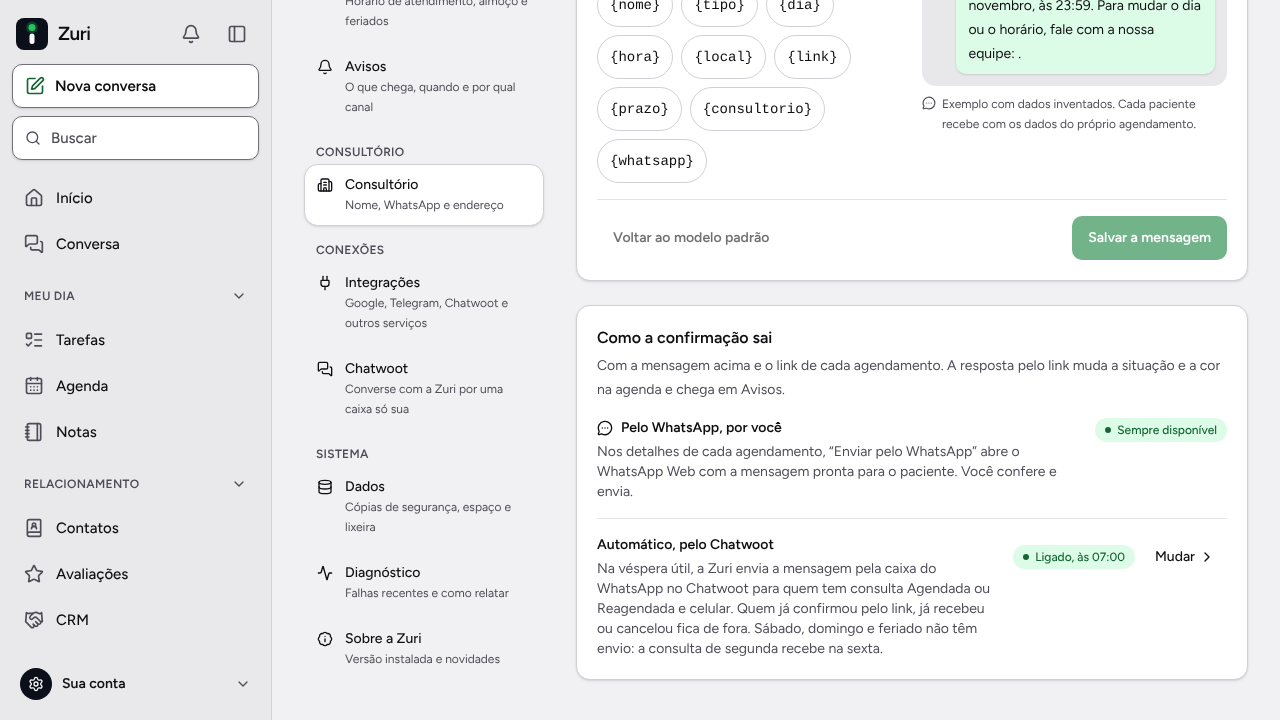 Zuri
Nova conversa
Buscar
Início
Conversa
MEU DIA
Tarefas
Agenda
Notas
RELACIONAMENTO
Contatos
Avaliações
CRM
Sua conta
Horário de atendimento, almoço e
feriados
Avisos
O que chega, quando e por qual
canal
CONSULTÓRIO
Consultório
Nome, WhatsApp e endereço
CONEXÕES
Integrações
Google, Telegram, Chatwoot e
outros serviços
Chatwoot
Converse com a Zuri por uma
caixa só sua
SISTEMA
Dados
Cópias de segurança, espaço e
lixeira
Diagnóstico
Falhas recentes e como relatar
Sobre a Zuri
Versão instalada e novidades
{nome} {tipo} {dia}
{hora} {local} {link}
{prazo} {consultorio}
{whatsapp}
novembro, às 23:59. Para mudar o dia
ou o horário, fale com a nossa
equipe: .
Exemplo com dados inventados. Cada paciente
recebe com os dados do próprio agendamento.
Voltar ao modelo padrão
Salvar a mensagem
Como a confirmação sai
Com a mensagem acima e o link de cada agendamento. A resposta pelo link muda a situação e a cor
na agenda e chega em Avisos.
Pelo WhatsApp, por você
Sempre disponível
Nos detalhes de cada agendamento, “Enviar pelo WhatsApp” abre o
WhatsApp Web com a mensagem pronta para o paciente. Você confere e
envia.
Automático, pelo Chatwoot
Ligado, às 07:00
Mudar
Na véspera útil, a Zuri envia a mensagem pela caixa do
WhatsApp no Chatwoot para quem tem consulta Agendada ou
Reagendada e celular. Quem já confirmou pelo link, já recebeu
ou cancelou fica de fora. Sábado, domingo e feriado não têm
envio: a consulta de segunda recebe na sexta.